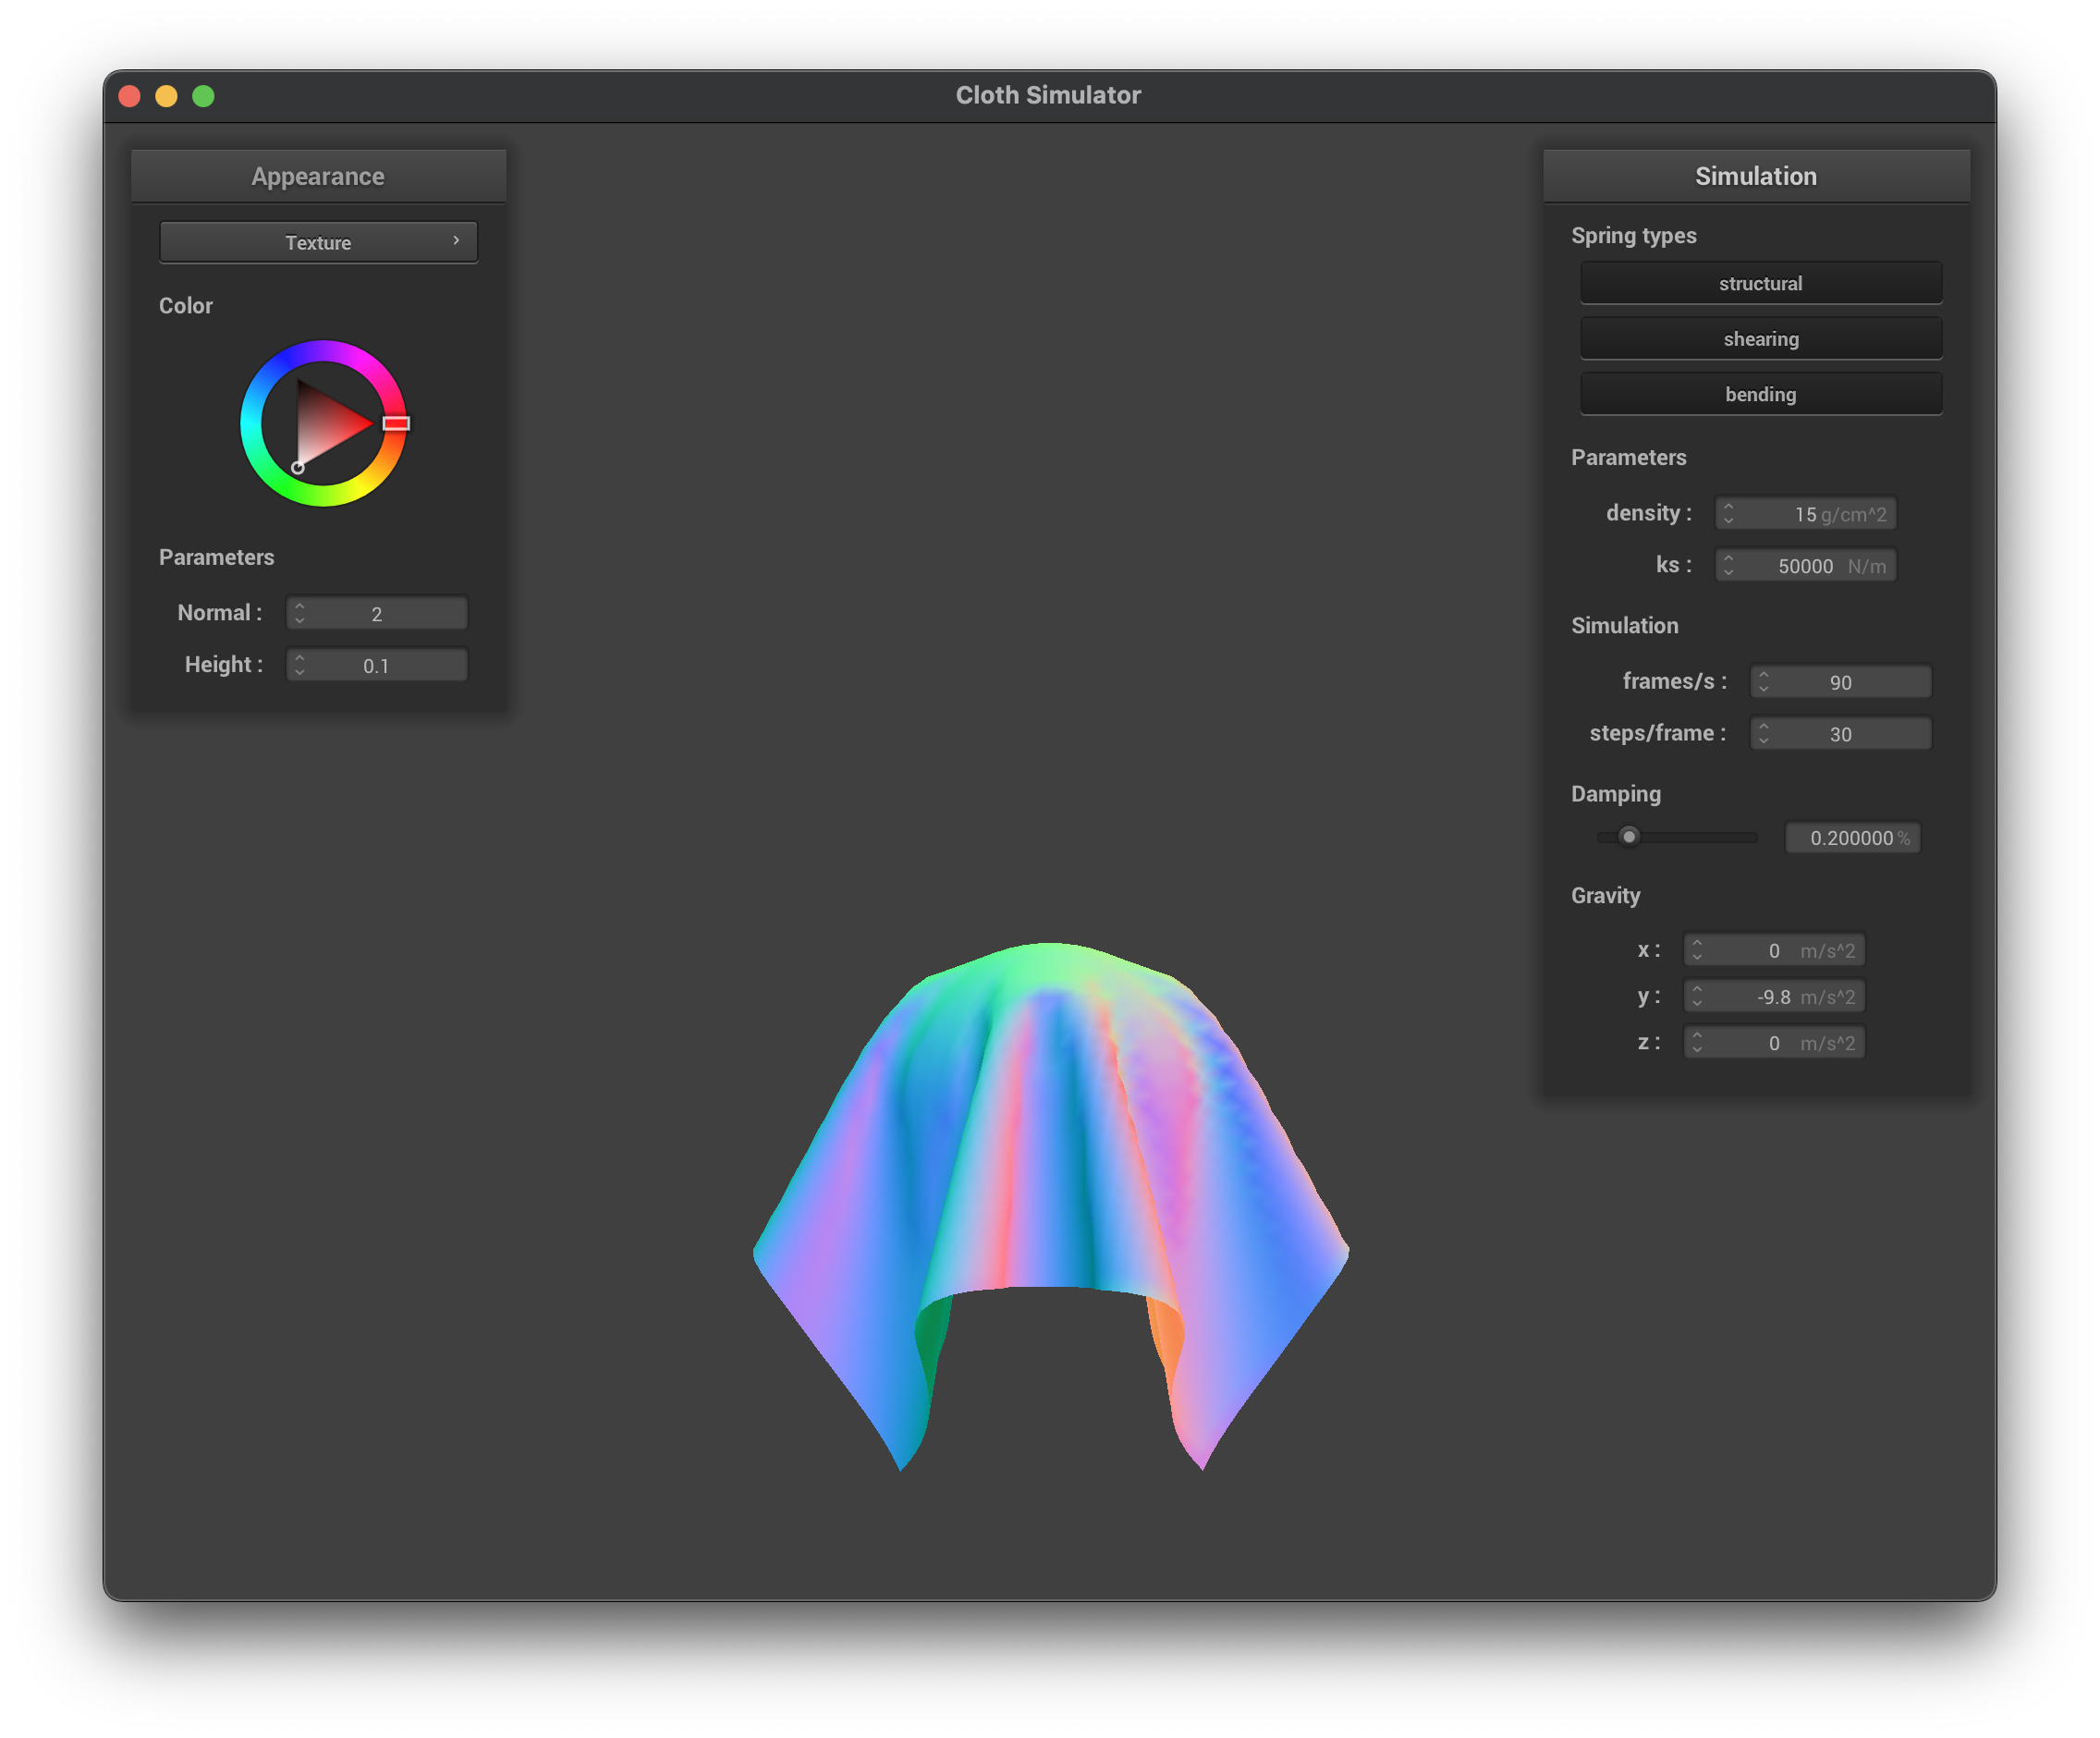 Cloth Simulator
Appearance
Texture ›
Color
Parameters
Normal : 2
Height : 0.1
Simulation
Spring types
structural
shearing
bending
Parameters
density : 15 g/cm^2
ks : 50000 N/m
Simulation
frames/s : 90
steps/frame : 30
Damping
0.200000 %
Gravity
x : 0 m/s^2
y : -9.8 m/s^2
z : 0 m/s^2